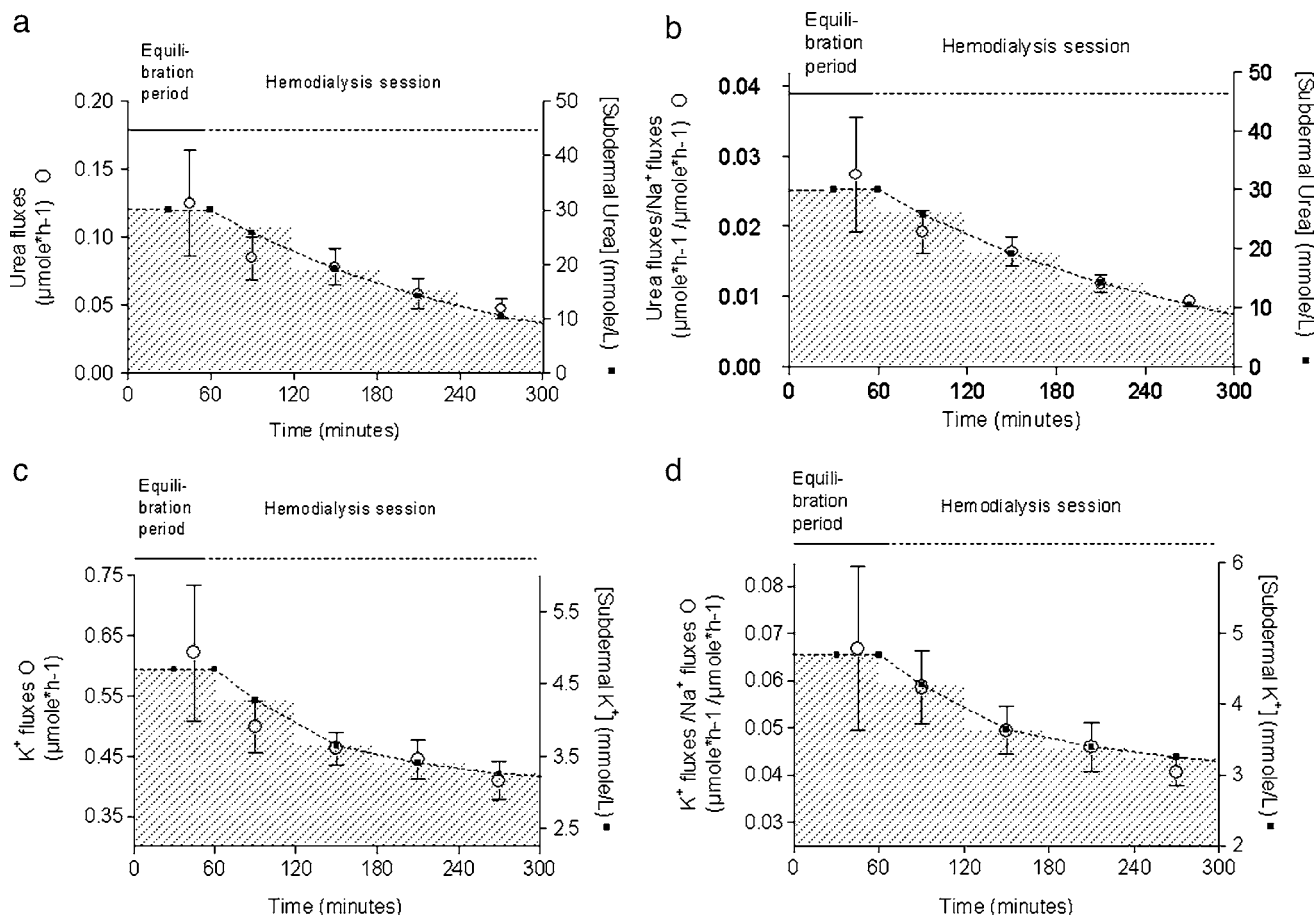 a
Equili-
bration
period
Hemodialysis session
0.20
0.15
0.10
0.05
0.00
Urea fluxes
(µmole*h-1)
50
40
30
20
10
0
[Subdermal Urea] (mmole/L)
0 60 120 180 240 300
Time (minutes)
b
Equili-
bration
period
Hemodialysis session
0.04
0.03
0.02
0.01
0.00
Urea fluxes/Na⁺ fluxes
(µmole*h-1 /µmole*h-1)
50
40
30
20
10
0
[Subdermal Urea] (mmole/L)
0 60 120 180 240 300
Time (minutes)
c
Equili-
bration
period
Hemodialysis session
0.75
0.65
0.55
0.45
0.35
K⁺ fluxes
(µmole*h-1)
5.5
4.5
3.5
2.5
[Subdermal K⁺] (mmole/L)
0 60 120 180 240 300
Time (minutes)
d
Equili-
bration
period
Hemodialysis session
0.08
0.07
0.06
0.05
0.04
0.03
K⁺ fluxes /Na⁺ fluxes
(µmole*h-1 /µmole*h-1)
6
5
4
3
2
[Subdermal K⁺] (mmole/L)
0 60 120 180 240 300
Time (minutes)